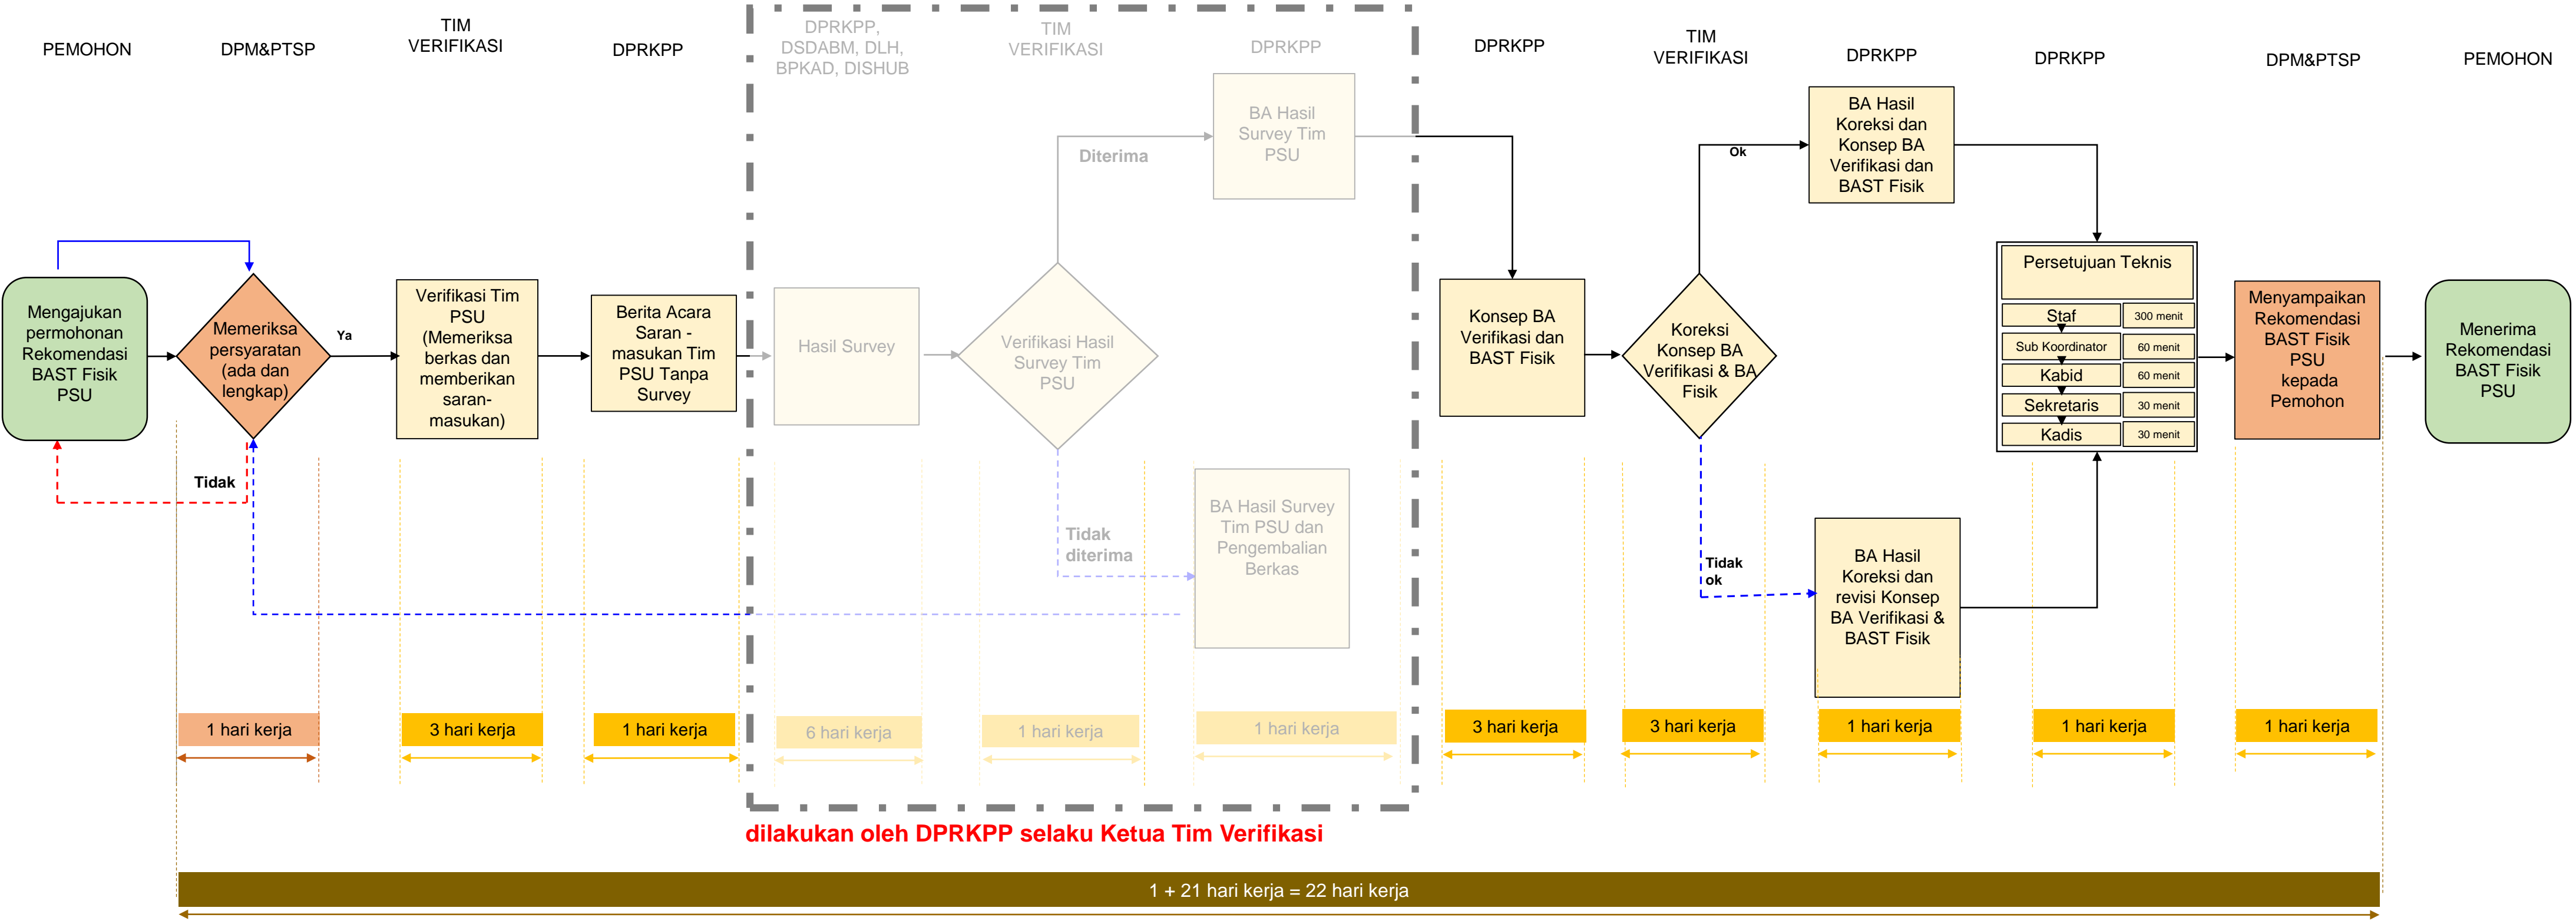 PEMOHON
DPM&PTSP
TIM
VERIFIKASI
DPRKPP
DPRKPP,
DSDABM, DLH,
BPKAD, DISHUB
TIM
VERIFIKASI
DPRKPP
DPRKPP
TIM
VERIFIKASI
DPRKPP
DPRKPP
DPM&PTSP
PEMOHON
Mengajukan
permohonan
Rekomendasi
BAST Fisik
PSU
Memeriksa
persyaratan
(ada dan
lengkap)
Ya
Tidak
Verifikasi Tim
PSU
(Memeriksa
berkas dan
memberikan
saran-
masukan)
Berita Acara
Saran -
masukan Tim
PSU Tanpa
Survey
Hasil Survey
Verifikasi Hasil
Survey Tim
PSU
Diterima
BA Hasil
Survey Tim
PSU
Tidak
diterima
BA Hasil Survey
Tim PSU dan
Pengembalian
Berkas
Konsep BA
Verifikasi dan
BAST Fisik
Koreksi
Konsep BA
Verifikasi & BA
Fisik
Ok
BA Hasil
Koreksi dan
Konsep BA
Verifikasi dan
BAST Fisik
Tidak
ok
BA Hasil
Koreksi dan
revisi Konsep
BA Verifikasi &
BAST Fisik
Persetujuan Teknis
Staf 300 menit
Sub Koordinator 60 menit
Kabid 60 menit
Sekretaris 30 menit
Kadis 30 menit
Menyampaikan
Rekomendasi
BAST Fisik
PSU
kepada
Pemohon
Menerima
Rekomendasi
BAST Fisik
PSU
1 hari kerja
3 hari kerja
1 hari kerja
6 hari kerja
1 hari kerja
1 hari kerja
3 hari kerja
3 hari kerja
1 hari kerja
1 hari kerja
1 hari kerja
dilakukan oleh DPRKPP selaku Ketua Tim Verifikasi
1 + 21 hari kerja = 22 hari kerja